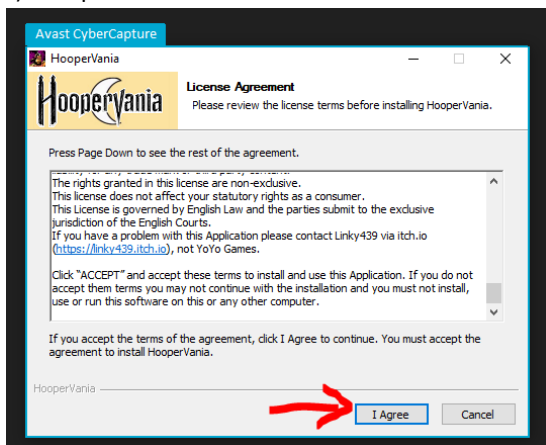 Avast CyberCapture
HooperVania
HooperVania
License Agreement
Please review the license terms before installing HooperVania.
Press Page Down to see the rest of the agreement.
The rights granted in this license are non-exclusive.
This license does not affect your statutory rights as a consumer.
This License is governed by English Law and the parties submit to the exclusive
jurisdiction of the English Courts.
If you have a problem with this Application please contact Linky439 via itch.io
(https://linky439.itch.io), not YoYo Games.
Click “ACCEPT” and accept these terms to install and use this Application. If you do not
accept them terms you may not continue with the installation and you must not install,
use or run this software on this or any other computer.
If you accept the terms of the agreement, click I Agree to continue. You must accept the
agreement to install HooperVania.
HooperVania
I Agree
Cancel